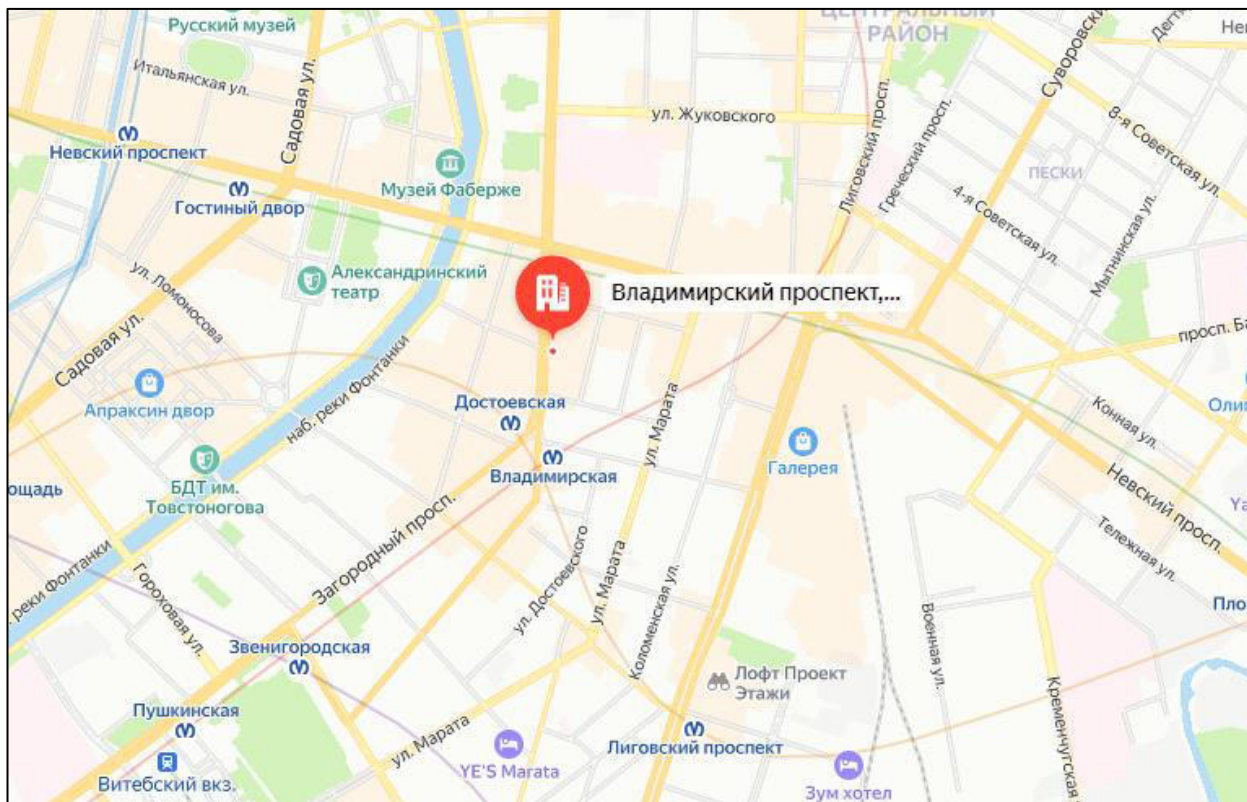 Русский музей
ЦЕНТРАЛЬНЫЙ
РАЙОН
Суворовский
Дегтя
Не
Итальянская ул.
Садовая ул.
ул. Жуковского
Лиговский просп.
Греческий просп.
8-я Советская ул.
Невский проспект
Музей Фаберже
ПЕСКИ
Гостиный двор
4-я Советская ул.
Мытнинская ул.
ул. Ломоносова
Александринский
театр
Владимирский проспект,...
просп. Ба
Садовая ул.
наб. реки Фонтанки
Апраксин двор
Достоевская
ул. Марата
Конная ул.
Оли
Владимирская
Галерея
ощадь
БДТ им.
Товстоногова
Невский просп.
Ya
Загородный просп.
Тележная ул.
. реки Фонтанки
Гороховая ул.
ул. Достоевского
ул. Марата
Коломенская ул.
Военная ул.
Пло
Звенигородская
Лофт Проект
Этажи
Кременчугская
Пушкинская
ул. Марата
Лиговский проспект
Витебский вкз.
YE'S Marata
Зум хотел